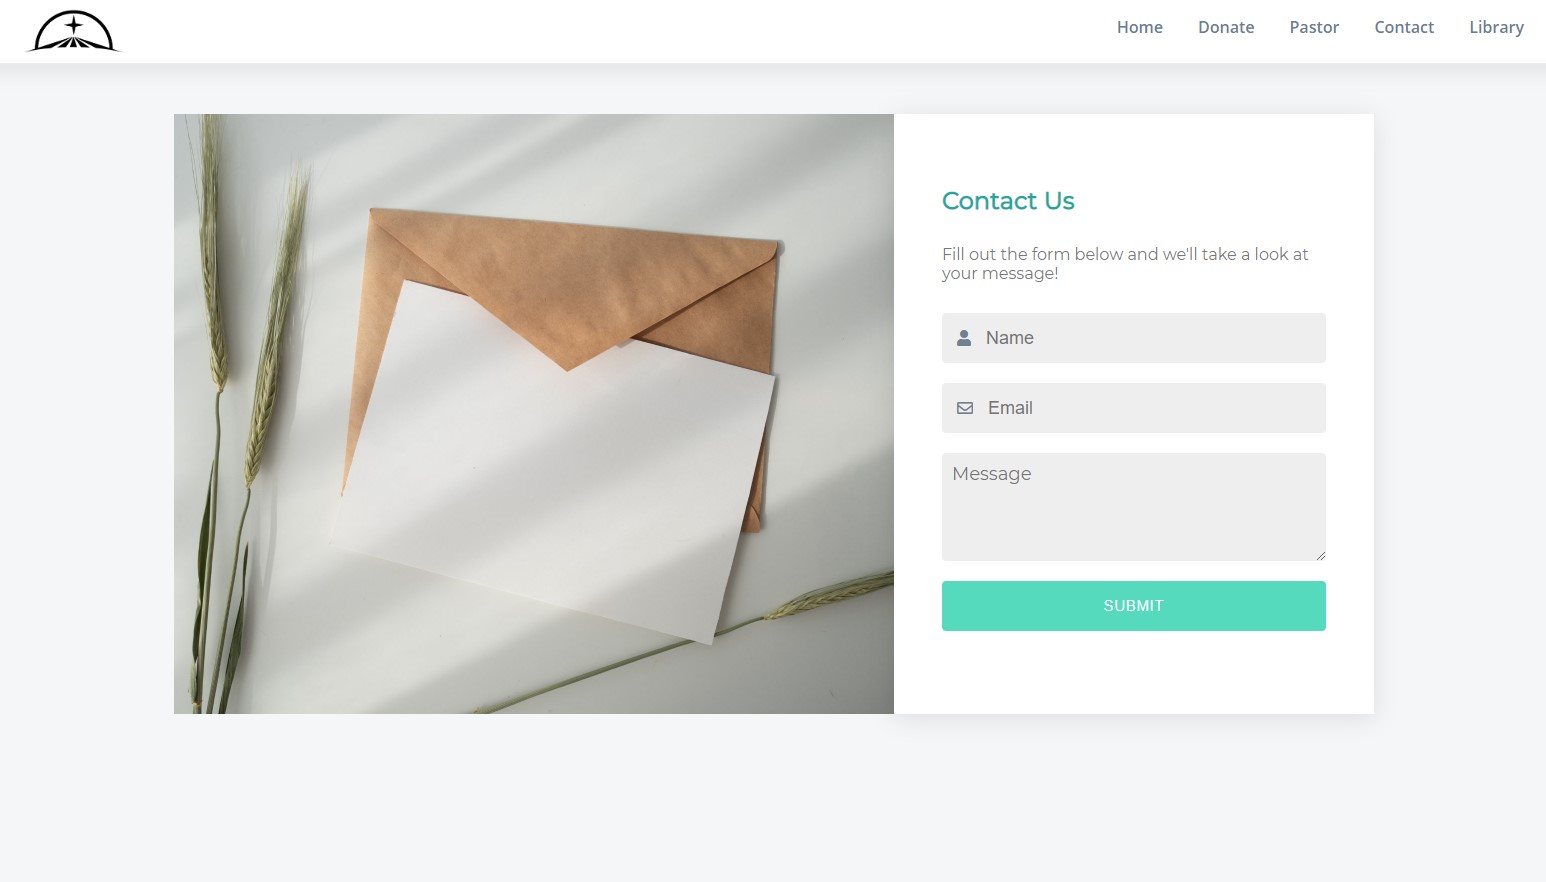 Home Donate Pastor Contact Library
Contact Us
Fill out the form below and we'll take a look at
your message!
Name
Email
Message
SUBMIT